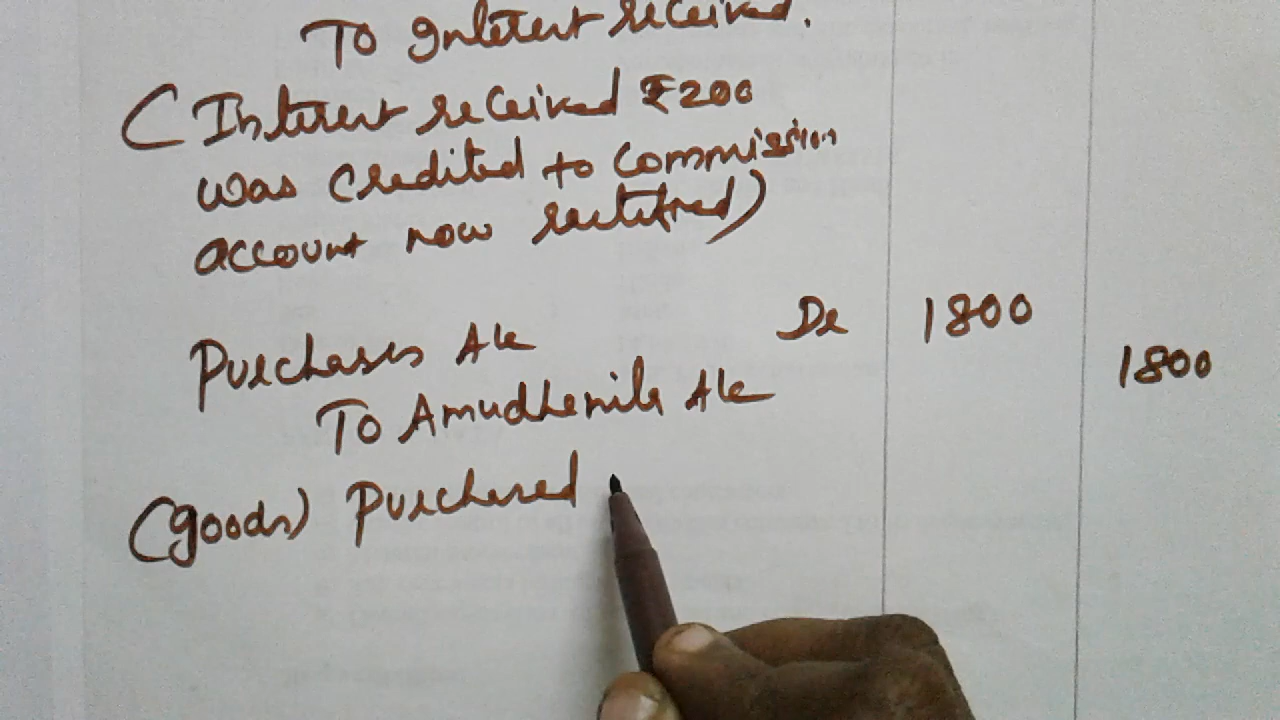 To Interest received.
(Interest received ₹200
was credited to commission
account now rectified)
Purchases A/c Dr 1800
To Amudhenila A/c 1800
(goods) Purchased